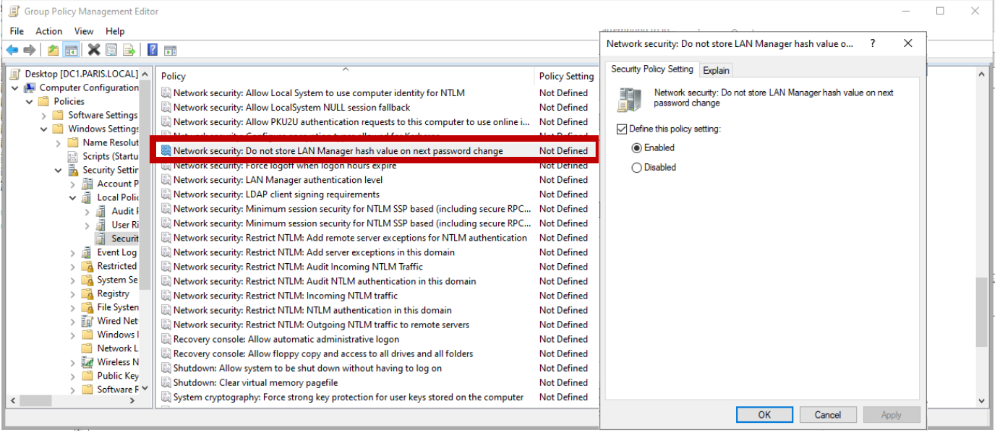 Group Policy Management Editor
File Action View Help
Desktop [DC1.PARIS.LOCAL]
Computer Configuration
Policies
Software Settings
Windows Settings
Name Resolut
Scripts (Startu
Security Settin
Account P
Local Polic
Audit P
User Ri
Securit
Event Log
Restricted
System Se
Registry
File System
Wired Net
Windows
Network L
Wireless N
Public Key
Software R
Policy Policy Setting
Network security: Allow Local System to use computer identity for NTLM Not Defined
Network security: Allow LocalSystem NULL session fallback Not Defined
Network security: Allow PKU2U authentication requests to this computer to use online i... Not Defined
Network security: Configure encryption types allowed for Kerberos Not Defined
Network security: Do not store LAN Manager hash value on next password change Not Defined
Network security: Force logoff when logon hours expire Not Defined
Network security: LAN Manager authentication level Not Defined
Network security: LDAP client signing requirements Not Defined
Network security: Minimum session security for NTLM SSP based (including secure RPC... Not Defined
Network security: Minimum session security for NTLM SSP based (including secure RPC... Not Defined
Network security: Restrict NTLM: Add remote server exceptions for NTLM authentication Not Defined
Network security: Restrict NTLM: Add server exceptions in this domain Not Defined
Network security: Restrict NTLM: Audit Incoming NTLM Traffic Not Defined
Network security: Restrict NTLM: Audit NTLM authentication in this domain Not Defined
Network security: Restrict NTLM: Incoming NTLM traffic Not Defined
Network security: Restrict NTLM: NTLM authentication in this domain Not Defined
Network security: Restrict NTLM: Outgoing NTLM traffic to remote servers Not Defined
Recovery console: Allow automatic administrative logon Not Defined
Recovery console: Allow floppy copy and access to all drives and all folders Not Defined
Shutdown: Allow system to be shut down without having to log on Not Defined
Shutdown: Clear virtual memory pagefile Not Defined
System cryptography: Force strong key protection for user keys stored on the computer Not Defined
Network security: Do not store LAN Manager hash value o... ?
Security Policy Setting Explain
Network security: Do not store LAN Manager hash value on next
password change
Define this policy setting:
Enabled
Disabled
OK Cancel Apply